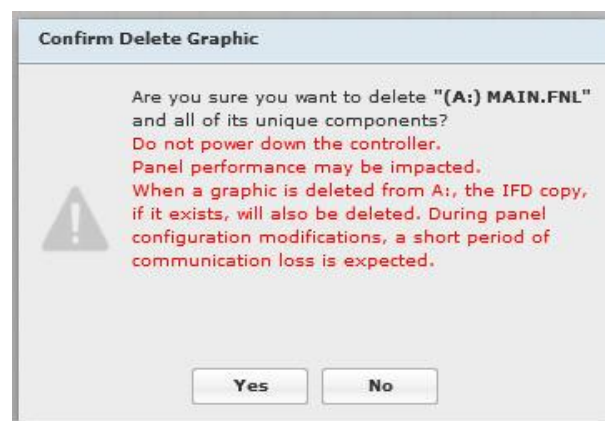 Confirm Delete Graphic
Are you sure you want to delete "(A:) MAIN.FNL"
and all of its unique components?
Do not power down the controller.
Panel performance may be impacted.
When a graphic is deleted from A:, the IFD copy,
if it exists, will also be deleted. During panel
configuration modifications, a short period of
communication loss is expected.
Yes
No